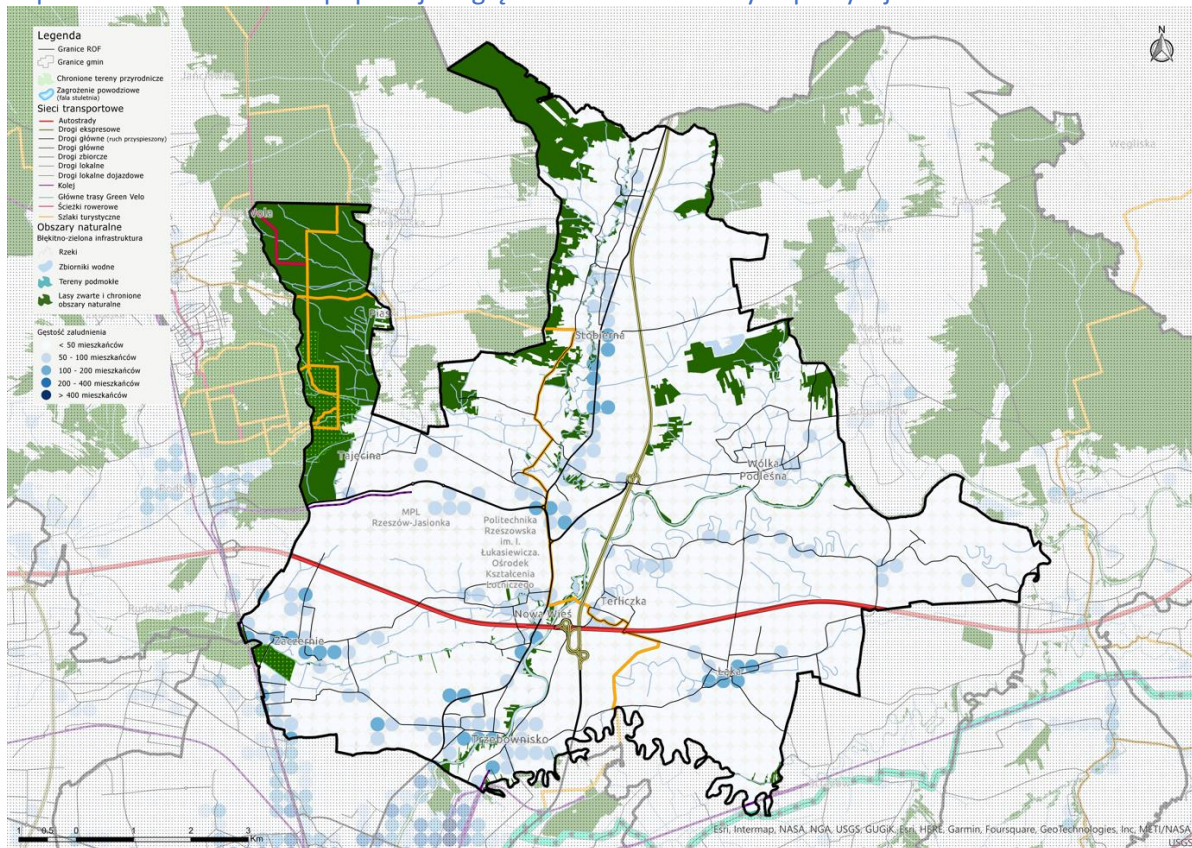 Legenda
Granice ROF
Granice gmin
Chronione tereny przyrodnicze
Zagrożenie powodziowe
(fala stuletnia)
Sieci transportowe
Autostrady
Drogi ekspresowe
Drogi główne (ruch przyspieszony)
Drogi główne
Drogi zbiorcze
Drogi lokalne
Drogi lokalne dojazdowe
Kolej
Główne trasy Green Velo
Ścieżki rowerowe
Szlaki turystyczne
Obszary naturalne
Błękitno-zielona infrastruktura
Rzeki
Zbiorniki wodne
Tereny podmokłe
Lasy zwarte i chronione
obszary naturalne
Gęstość zaludnienia
< 50 mieszkańców
50 - 100 mieszkańców
100 - 200 mieszkańców
200 - 400 mieszkańców
> 400 mieszkańców
N
Węgliska
Medynia
Głogowska
Stobierna
Tajęcina
Wólka
Podleśna
MPL
Rzeszów-Jasionka
Politechnika
Rzeszowska
im. I.
Łukasiewicza.
Ośrodek
Kształcenia
Lotniczego
Nowa Wieś
Terliczka
Rudna Mała
Zaczernie
Łąka
Trzebownisko
1 0.5 0 1 2 3
Km
Esri, Intermap, NASA, NGA, USGS, GUGiK, Esri, HERE, Garmin, Foursquare, GeoTechnologies, Inc, METI/NASA,
USGS